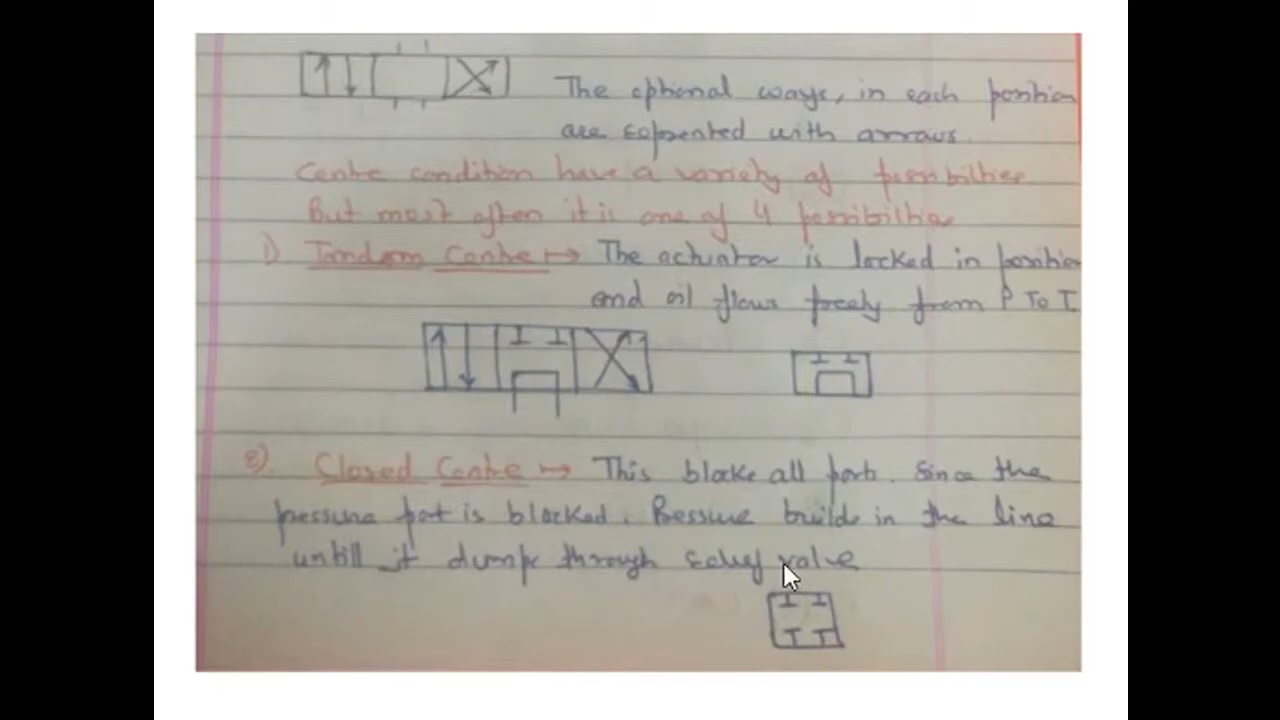 The optional ways, in each position
are represented with arrows.
Centre condition have a variety of possibilities
But most often it is one of 4 possibilities
1) Tandem Centre → The actuator is locked in position
and oil flows freely from P To T.
2). Closed Centre → This blocks all ports. Since the
pressure port is blocked. Pressure builds in the line
untill it dumps through relief valve